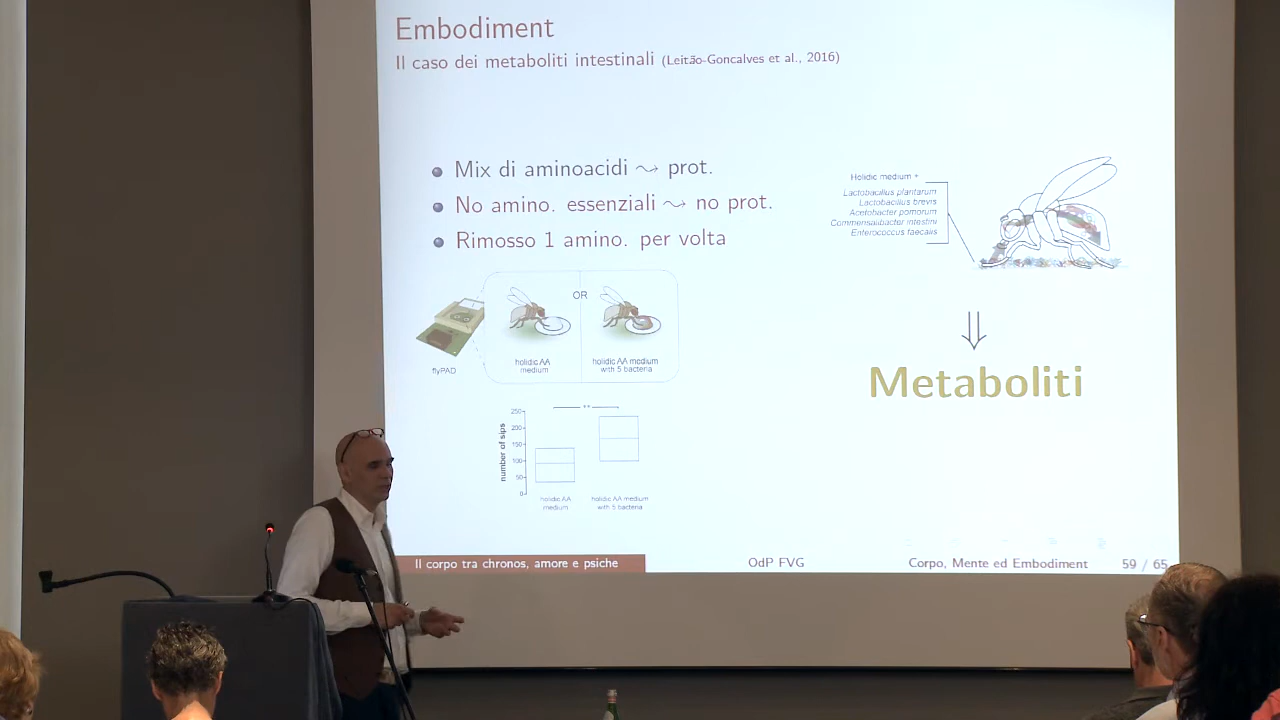 Embodiment
Il caso dei metaboliti intestinali (Leitão-Goncalves et al., 2016)
Mix di aminoacidi ⤳ prot.
No amino. essenziali ⤳ no prot.
Rimosso 1 amino. per volta
Holidic medium +
Lactobacillus plantarum
Lactobacillus brevis
Acetobacter pomorum
Commensalibacter intestini
Enterococcus faecalis
OR
holidic AA
medium
holidic AA medium
with 5 bacteria
flyPAD
Metaboliti
**
number of sips
250
200
150
100
50
0
holidic AA
medium
holidic AA medium
with 5 bacteria
Il corpo tra chronos, amore e psiche
OdP FVG
Corpo, Mente ed Embodiment
59 / 65